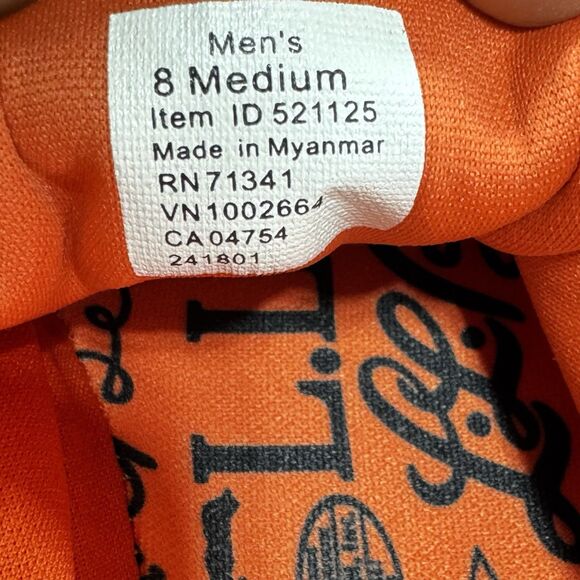 Men's
8 Medium
Item ID 521125
Made in Myanmar
RN 71341
VN 1002664
CA 04754
241801
L.L.
L.L.